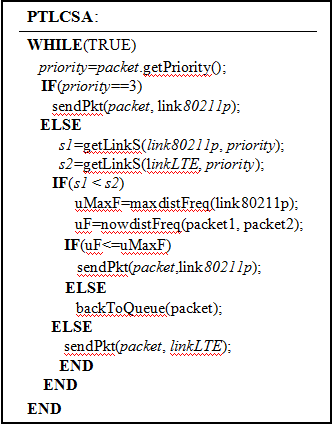 PTLCSA:
WHILE(TRUE)
priority=packet.getPriority();
IF(priority==3)
sendPkt(packet, link80211p);
ELSE
s1=getLinkS(link80211p, priority);
s2=getLinkS(linkLTE, priority);
IF(s1 < s2)
uMaxF=maxdistFreq(link80211p);
uF=nowdistFreq(packet1, packet2);
IF(uF<=uMaxF)
sendPkt(packet,link80211p);
ELSE
backToQueue(packet);
ELSE
sendPkt(packet, linkLTE);
END
END
END